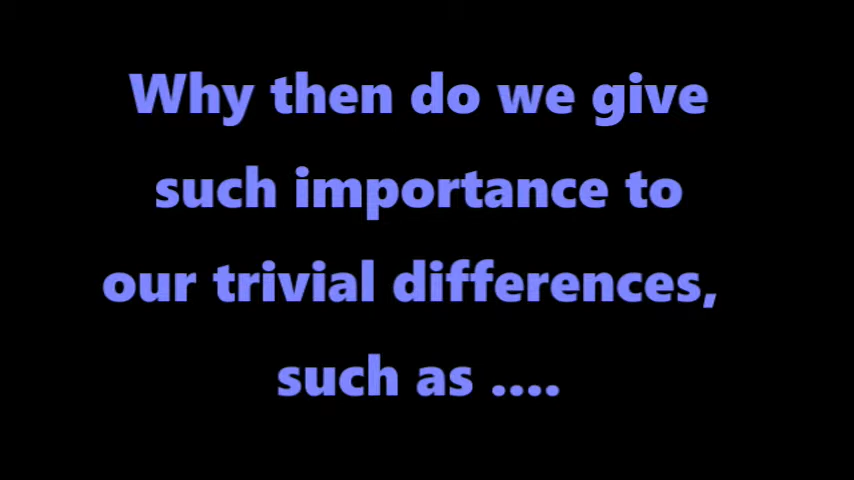 Why then do we give
such importance to
our trivial differences,
such as ....